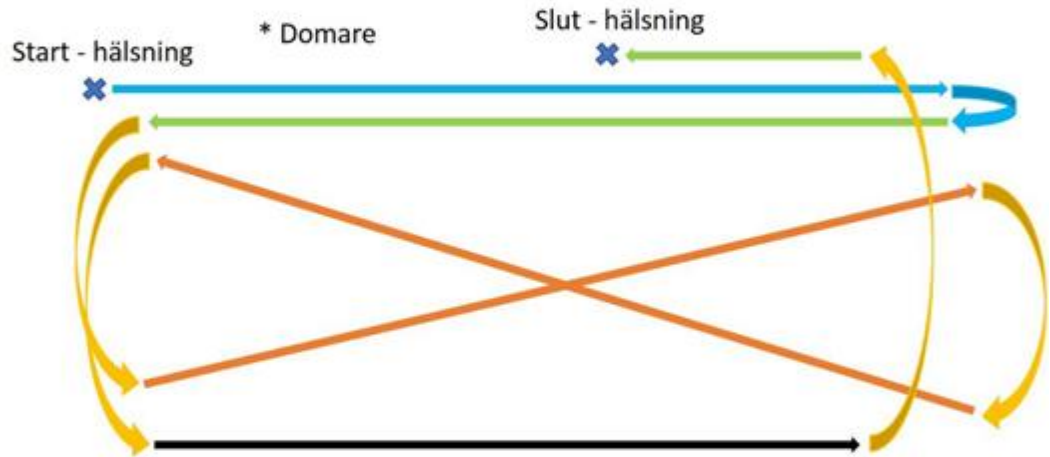 Start - hälsning
* Domare
Slut - hälsning